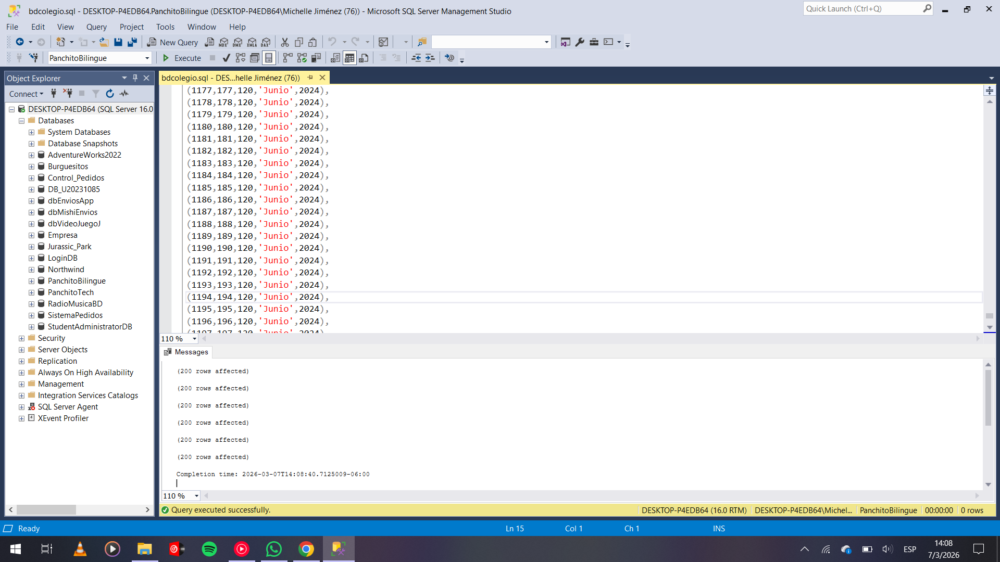 bdcolegio.sql - DESKTOP-P4EDB64.PanchitoBilingue (DESKTOP-P4EDB64\Michelle Jiménez (76)) - Microsoft SQL Server Management Studio
Quick Launch (Ctrl+Q)
File Edit View Query Project Tools Window Help
New Query
MDX DMX XMLA DAX
PanchitoBilingue
Execute
Object Explorer
bdcolegio.sql - DES...helle Jiménez (76))
Connect
DESKTOP-P4EDB64 (SQL Server 16.0
Databases
System Databases
Database Snapshots
AdventureWorks2022
Burguesitos
Control_Pedidos
DB_U20231085
dbEnviosApp
dbMishiEnvios
dbVideoJuegoJ
Empresa
Jurassic_Park
LoginDB
Northwind
PanchitoBilingue
PanchitoTech
RadioMusicaBD
SistemaPedidos
StudentAdministratorDB
Security
Server Objects
Replication
Always On High Availability
Management
Integration Services Catalogs
SQL Server Agent
XEvent Profiler
(1177,177,120,'Junio',2024),
(1178,178,120,'Junio',2024),
(1179,179,120,'Junio',2024),
(1180,180,120,'Junio',2024),
(1181,181,120,'Junio',2024),
(1182,182,120,'Junio',2024),
(1183,183,120,'Junio',2024),
(1184,184,120,'Junio',2024),
(1185,185,120,'Junio',2024),
(1186,186,120,'Junio',2024),
(1187,187,120,'Junio',2024),
(1188,188,120,'Junio',2024),
(1189,189,120,'Junio',2024),
(1190,190,120,'Junio',2024),
(1191,191,120,'Junio',2024),
(1192,192,120,'Junio',2024),
(1193,193,120,'Junio',2024),
(1194,194,120,'Junio',2024),
(1195,195,120,'Junio',2024),
(1196,196,120,'Junio',2024),
(1197,197,120,'Junio',2024),
110 %
Messages
(200 rows affected)
(200 rows affected)
(200 rows affected)
(200 rows affected)
(200 rows affected)
(200 rows affected)
Completion time: 2026-03-07T14:08:40.7125009-06:00
110 %
Query executed successfully.
DESKTOP-P4EDB64 (16.0 RTM) DESKTOP-P4EDB64\Michel... PanchitoBilingue 00:00:00 0 rows
Ready
Ln 15 Col 1 Ch 1 INS
ESP
14:08
7/3/2026